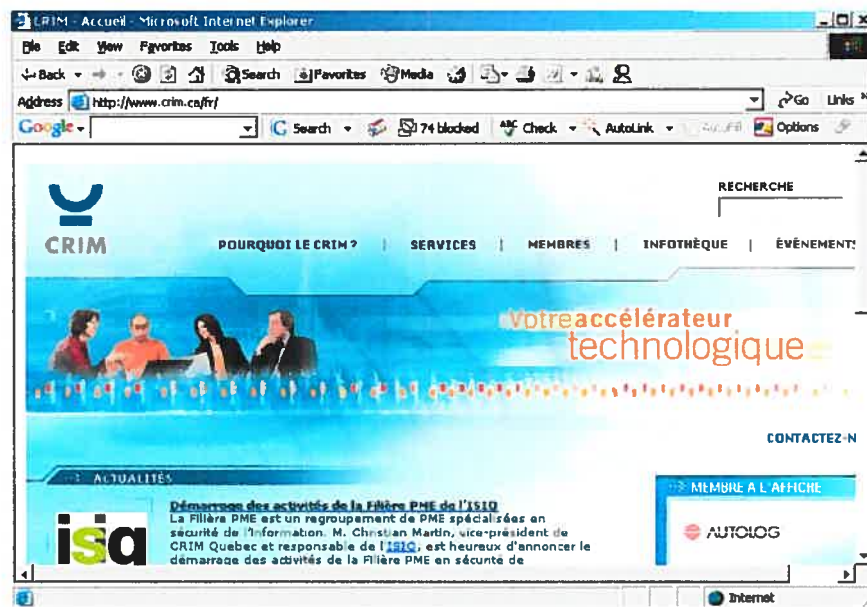 CRIM - Accueil - Microsoft Internet Explorer
File Edit View Favorites Tools Help
Back Search Favorites Media
Address http://www.crim.ca/fr/ Go Links
Google Search 74 blocked Check AutoLink AutoFill Options
RECHERCHE
CRIM
POURQUOI LE CRIM ? | SERVICES | MEMBRES | INFOTHÈQUE | ÉVÉNEMENTS
Votre accélérateur
technologique
CONTACTEZ-N
ACTUALITÉS
MEMBRE A L'AFFICHE
isiq
Démarrage des activités de la Filière PME de l'ISIQ
La Filière PME est un regroupement de PME spécialisées en
sécurité de l'information. M. Christian Martin, vice-président de
CRIM Quebec et responsable de l'ISIQ, est heureux d'annoncer le
démarrage des activités de la Filière PME en sécurité de
AUTOLOG
Internet